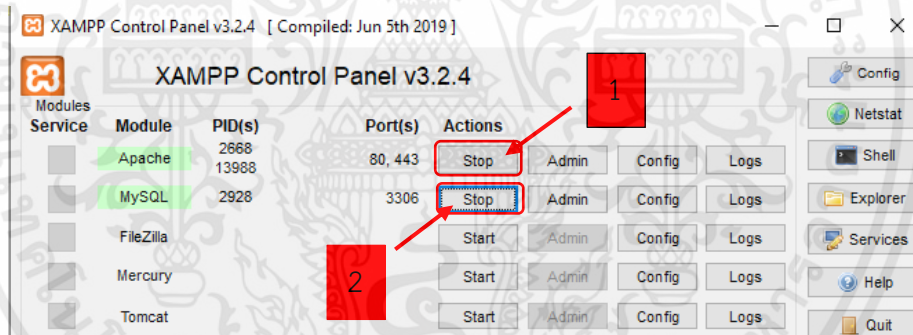 XAMPP Control Panel v3.2.4 [ Compiled: Jun 5th 2019 ]
XAMPP Control Panel v3.2.4
Config
Modules
Service Module PID(s) Port(s) Actions
Netstat
Apache 2668 13988 80, 443 Stop Admin Config Logs
Shell
MySQL 2928 3306 Stop Admin Config Logs
Explorer
FileZilla Start Admin Config Logs
Services
Mercury Start Admin Config Logs
Help
Tomcat Start Admin Config Logs
Quit
1
2